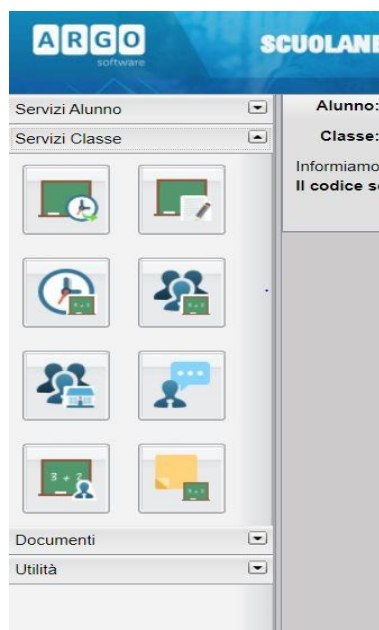 ARGO
software
SCUOLANE
Servizi Alunno
Servizi Classe
Documenti
Utilità
Alunno:
Classe:
Informiamo
Il codice s
3 + 2